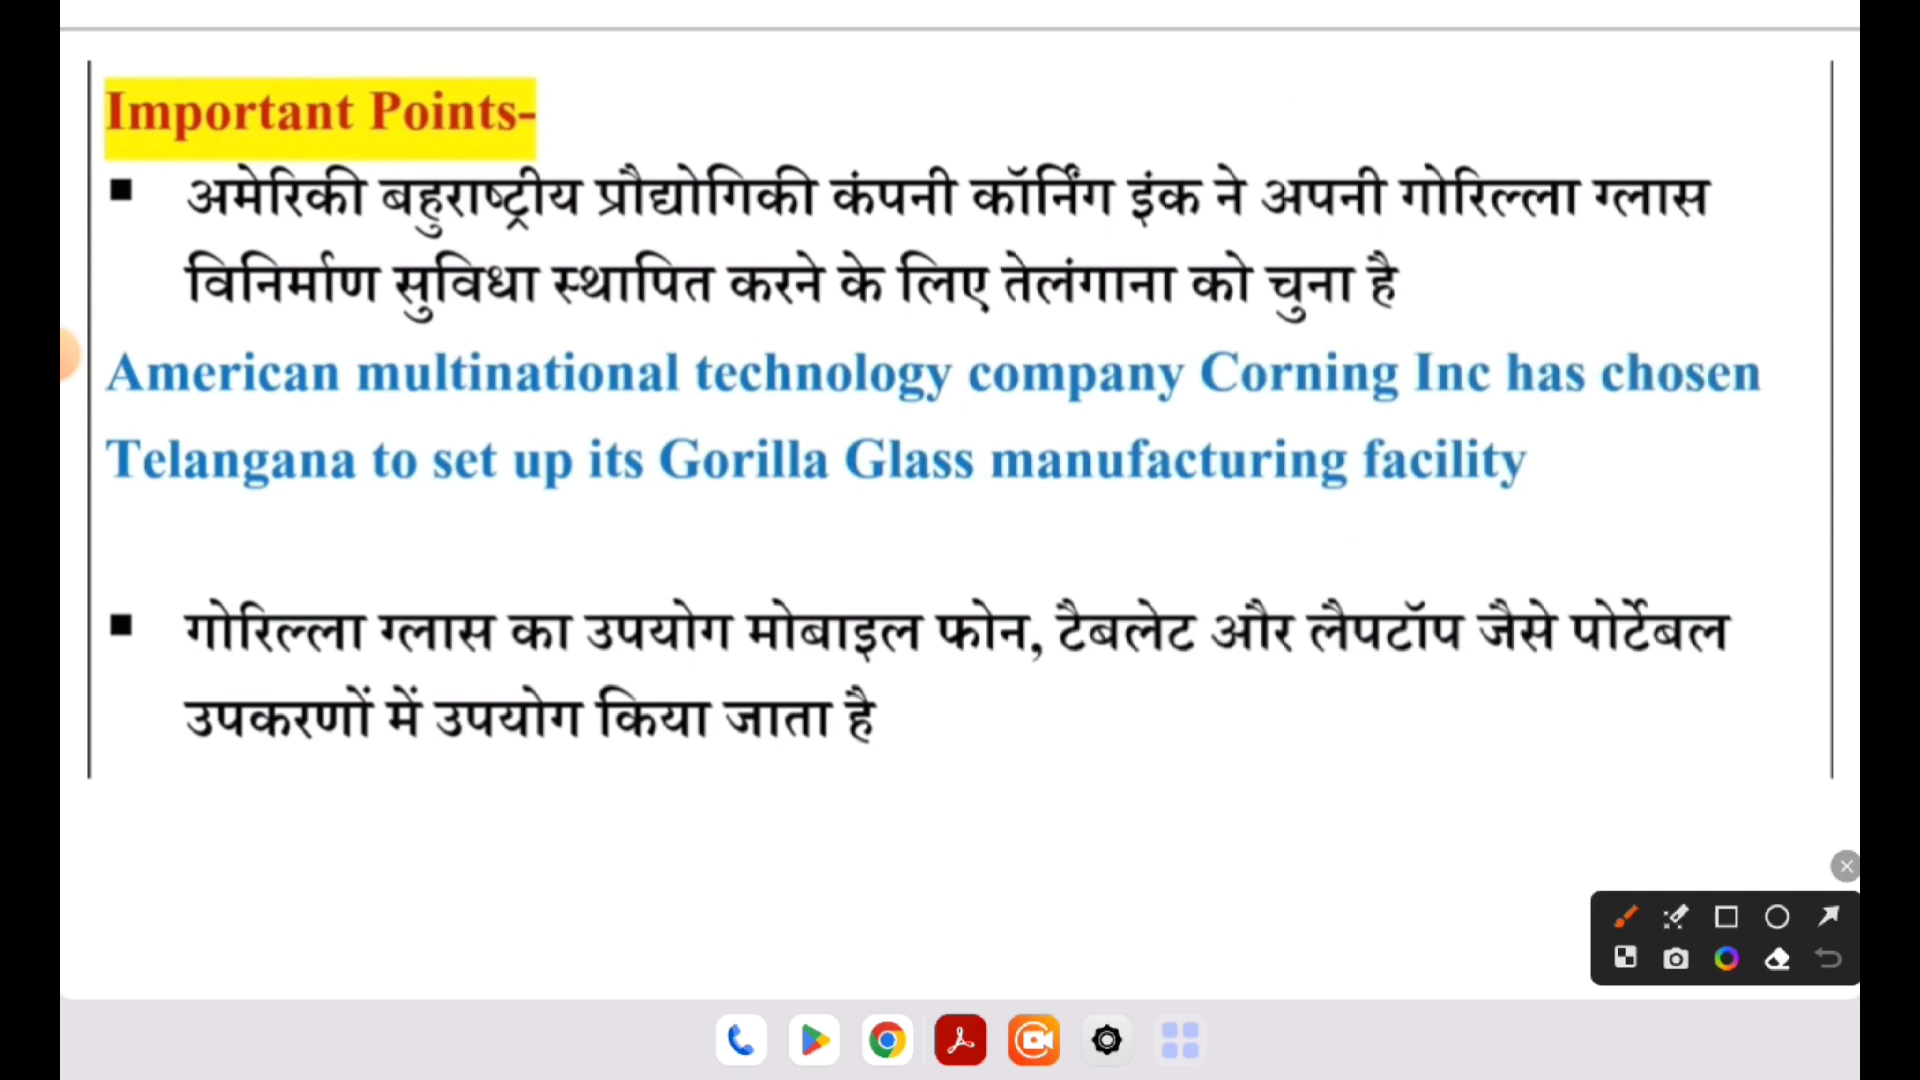 Important Points-
▪ अमेरिकी बहुराष्ट्रीय प्रौद्योगिकी कंपनी कॉर्निंग इंक ने अपनी गोरिल्ला ग्लास
विनिर्माण सुविधा स्थापित करने के लिए तेलंगाना को चुना है
American multinational technology company Corning Inc has chosen
Telangana to set up its Gorilla Glass manufacturing facility
▪ गोरिल्ला ग्लास का उपयोग मोबाइल फोन, टैबलेट और लैपटॉप जैसे पोर्टेबल
उपकरणों में उपयोग किया जाता है